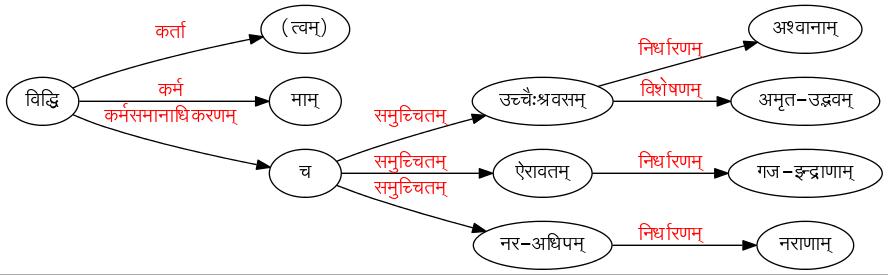 कर्ता
(त्वम्)
निर्धारणम्
अश्वानाम्
विद्धि
कर्म
माम्
उच्चैःश्रवसम्
विशेषणम्
अमृत-उद्भवम्
कर्मसमानाधिकरणम्
समुच्चितम्
च
समुच्चितम्
ऐरावतम्
निर्धारणम्
गज-इन्द्राणाम्
समुच्चितम्
नर-अधिपम्
निर्धारणम्
नराणाम्